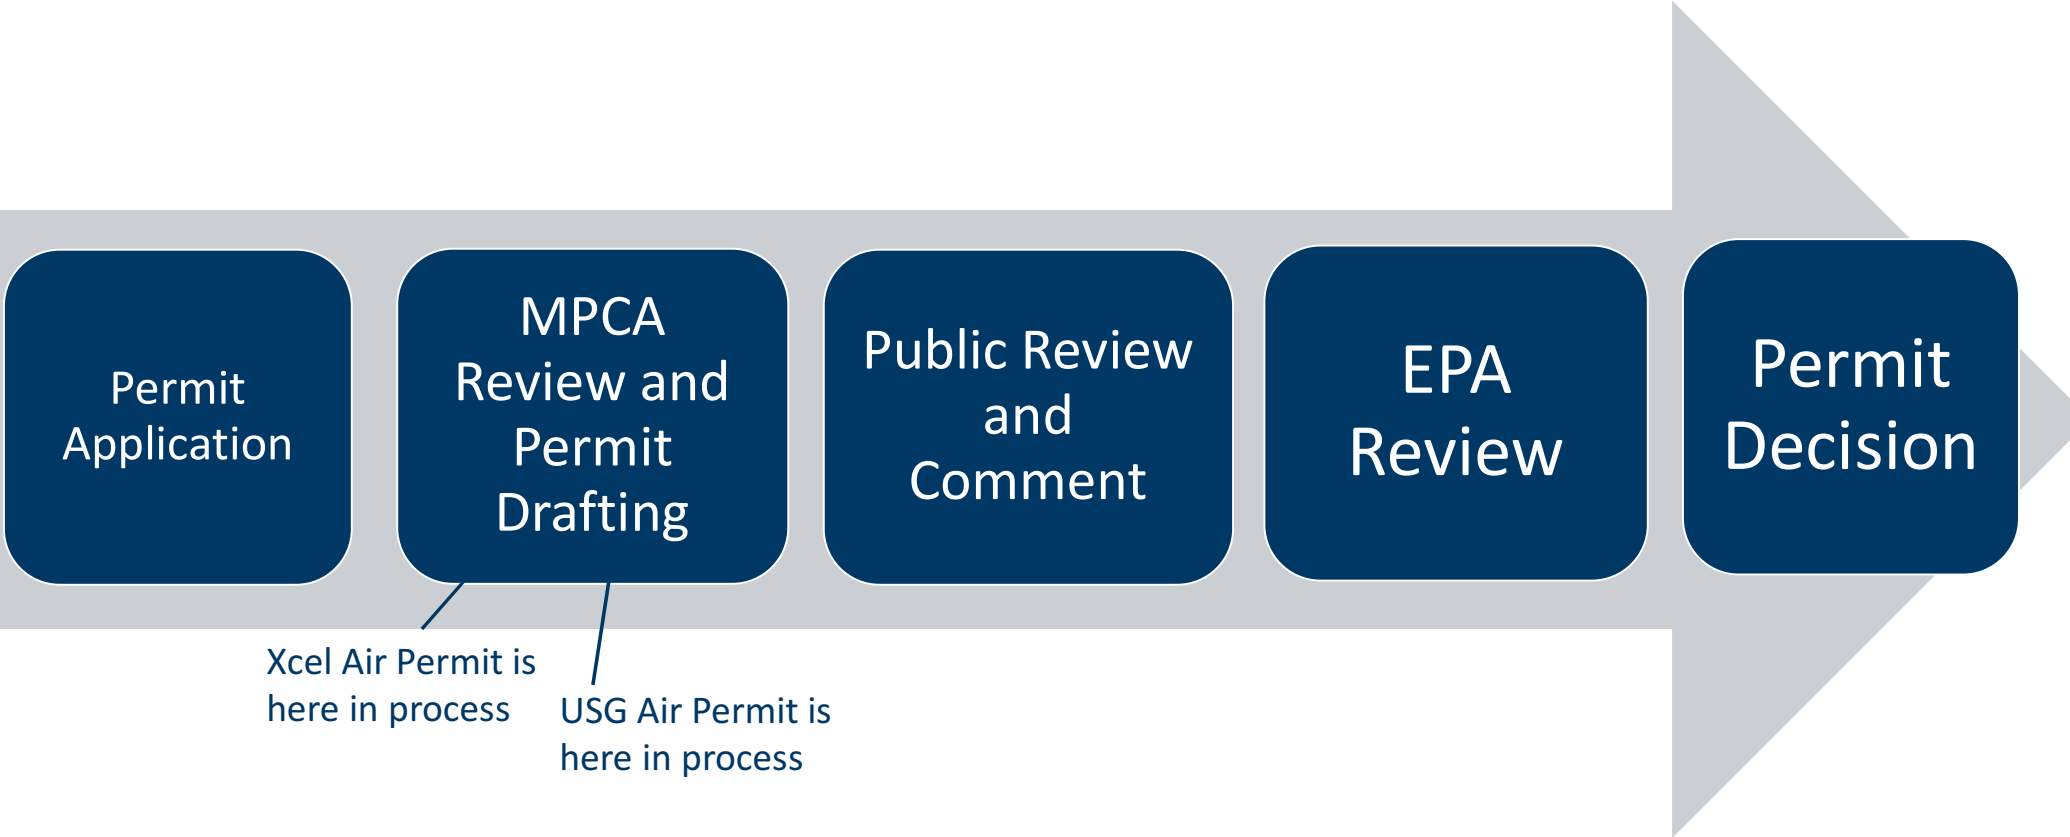 Permit
Application
MPCA
Review and
Permit
Drafting
Public Review
and
Comment
EPA
Review
Permit
Decision
Xcel Air Permit is
here in process
USG Air Permit is
here in process